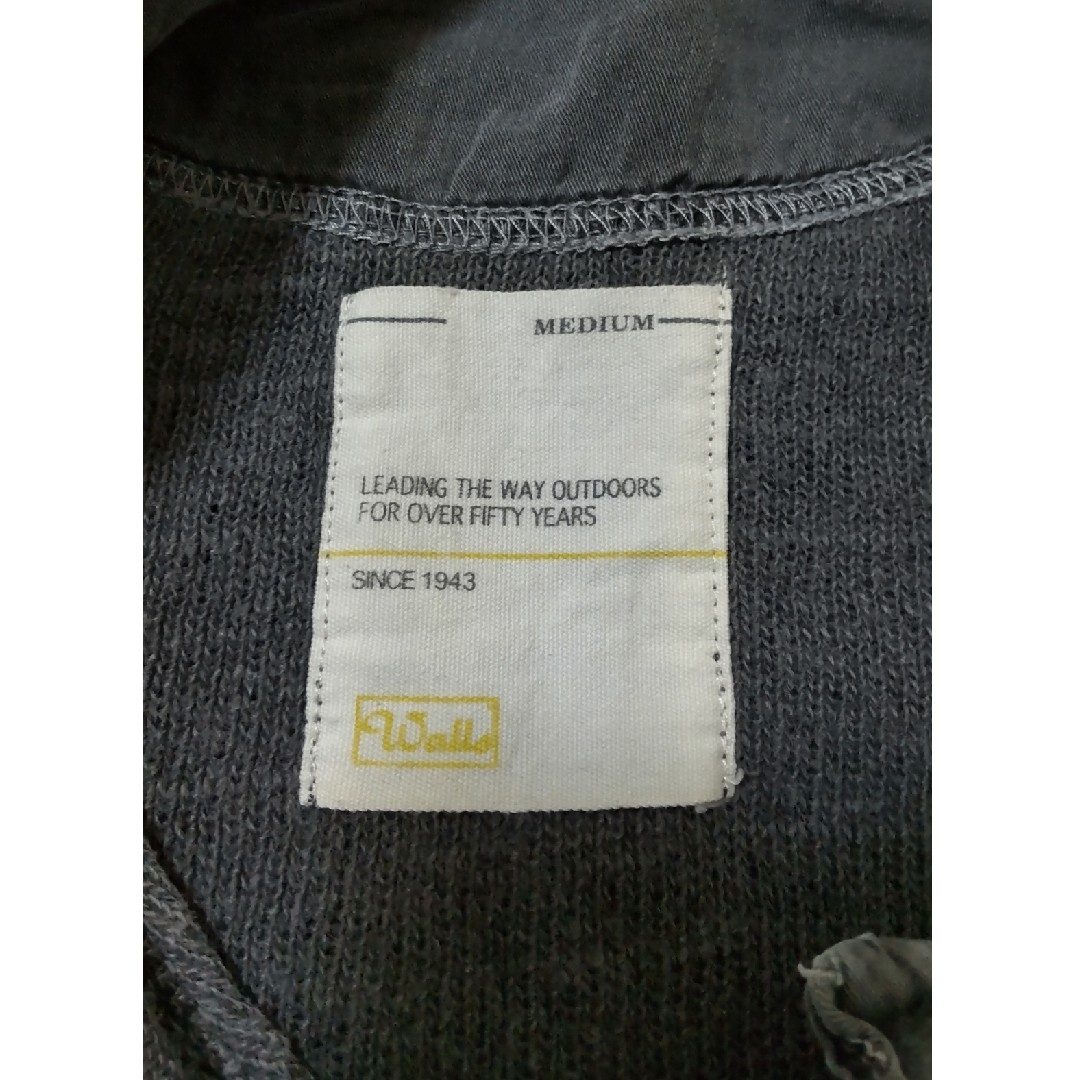 MEDIUM
LEADING THE WAY OUTDOORS
FOR OVER FIFTY YEARS
SINCE 1943
Walls